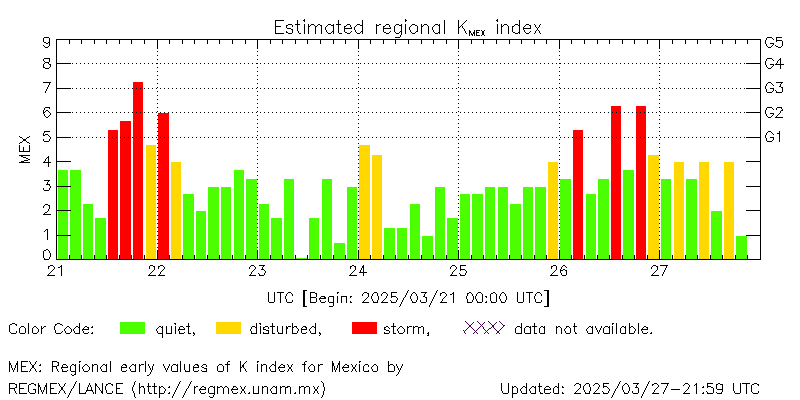 Estimated regional K_MEX index
9
8
7
6
5
4
3
2
1
0
MEX
G5
G4
G3
G2
G1
21 22 23 24 25 26 27
UTC [Begin: 2025/03/21 00:00 UTC]
Color Code: quiet, disturbed, storm, data not available.
MEX: Regional early values of K index for Mexico by
REGMEX/LANCE (http://regmex.unam.mx) Updated: 2025/03/27-21:59 UTC